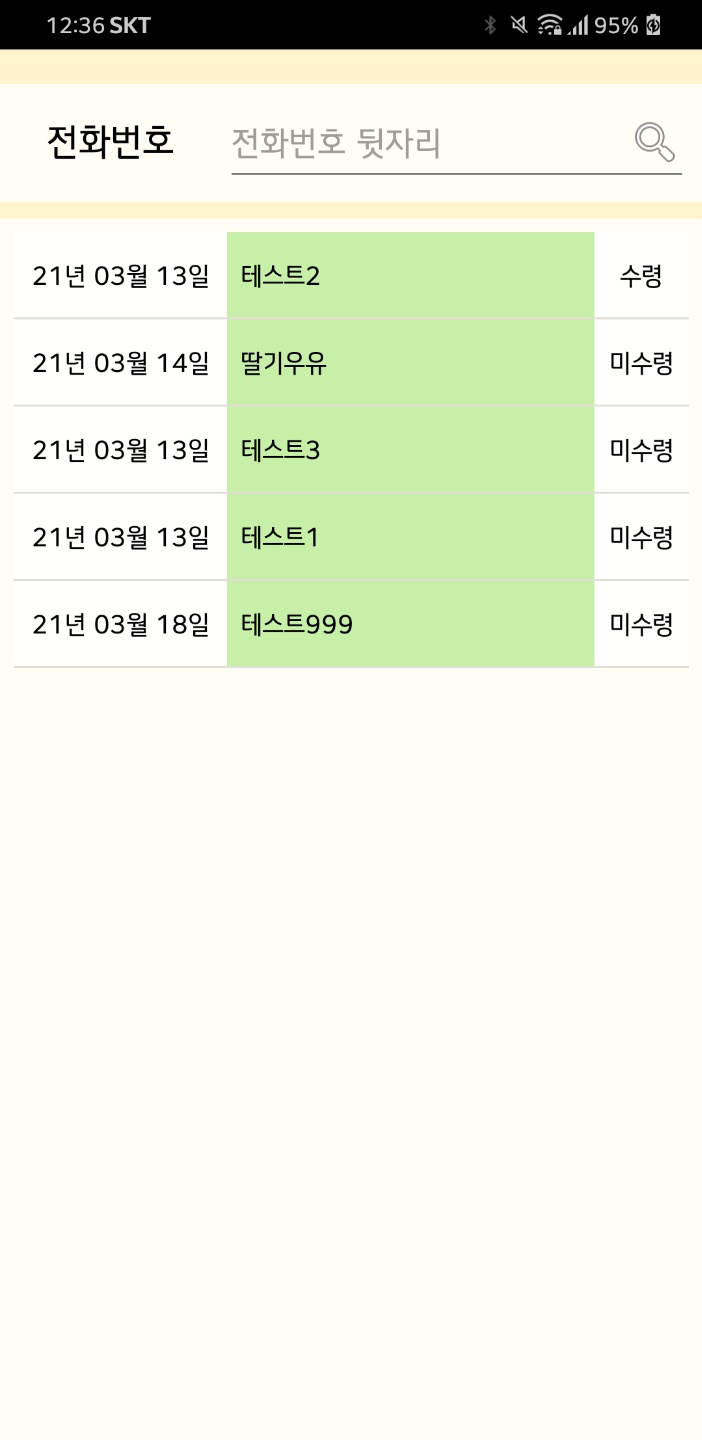 12:36 SKT 95%
전화번호 전화번호 뒷자리
21년 03월 13일 테스트2 수령
21년 03월 14일 딸기우유 미수령
21년 03월 13일 테스트3 미수령
21년 03월 13일 테스트1 미수령
21년 03월 18일 테스트999 미수령